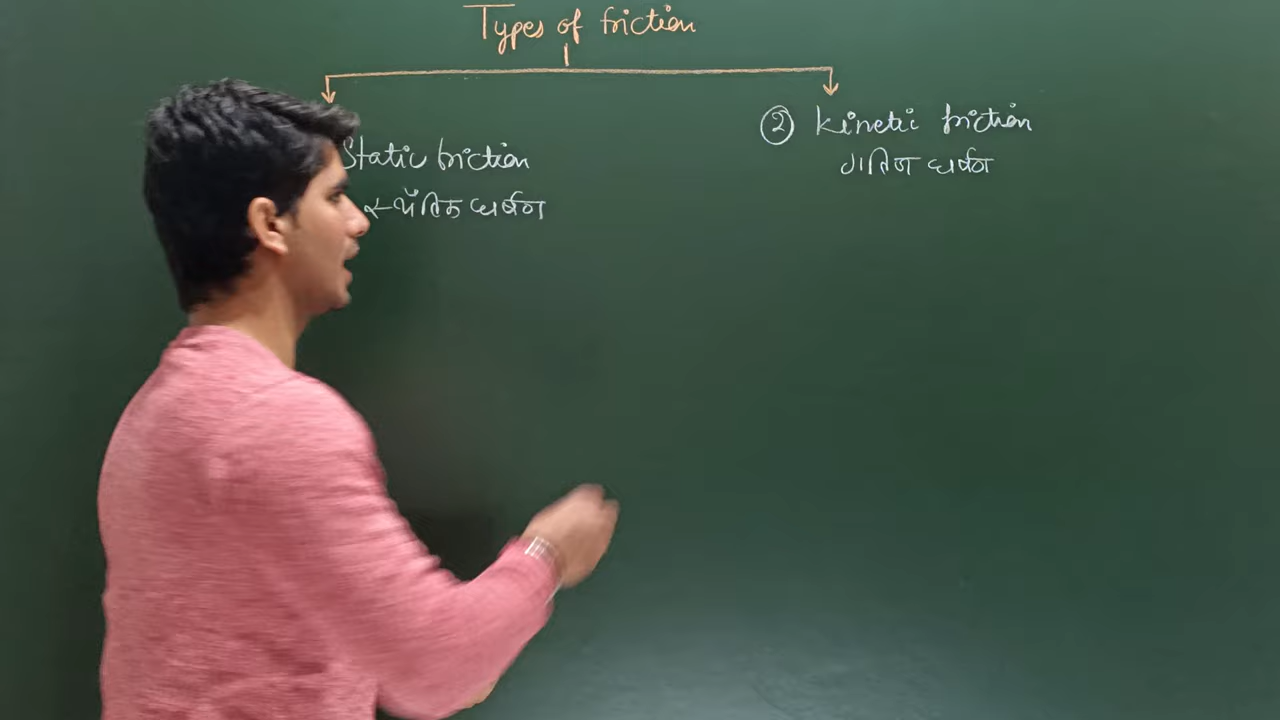 Types of friction
Static friction
स्थैतिक घर्षण
② Kinetic friction
गतिज घर्षण